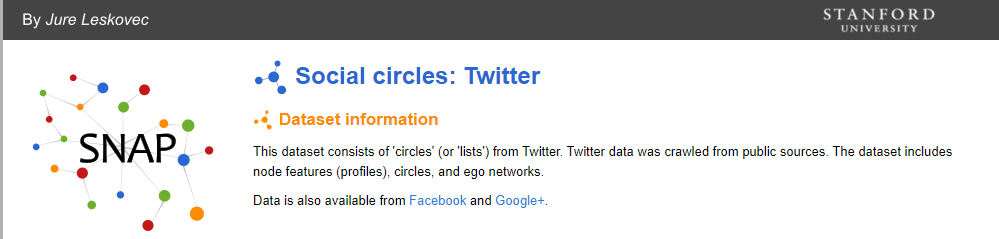 By Jure Leskovec
STANFORD
UNIVERSITY
SNAP
Social circles: Twitter
Dataset information
This dataset consists of 'circles' (or 'lists') from Twitter. Twitter data was crawled from public sources. The dataset includes
node features (profiles), circles, and ego networks.
Data is also available from Facebook and Google+.